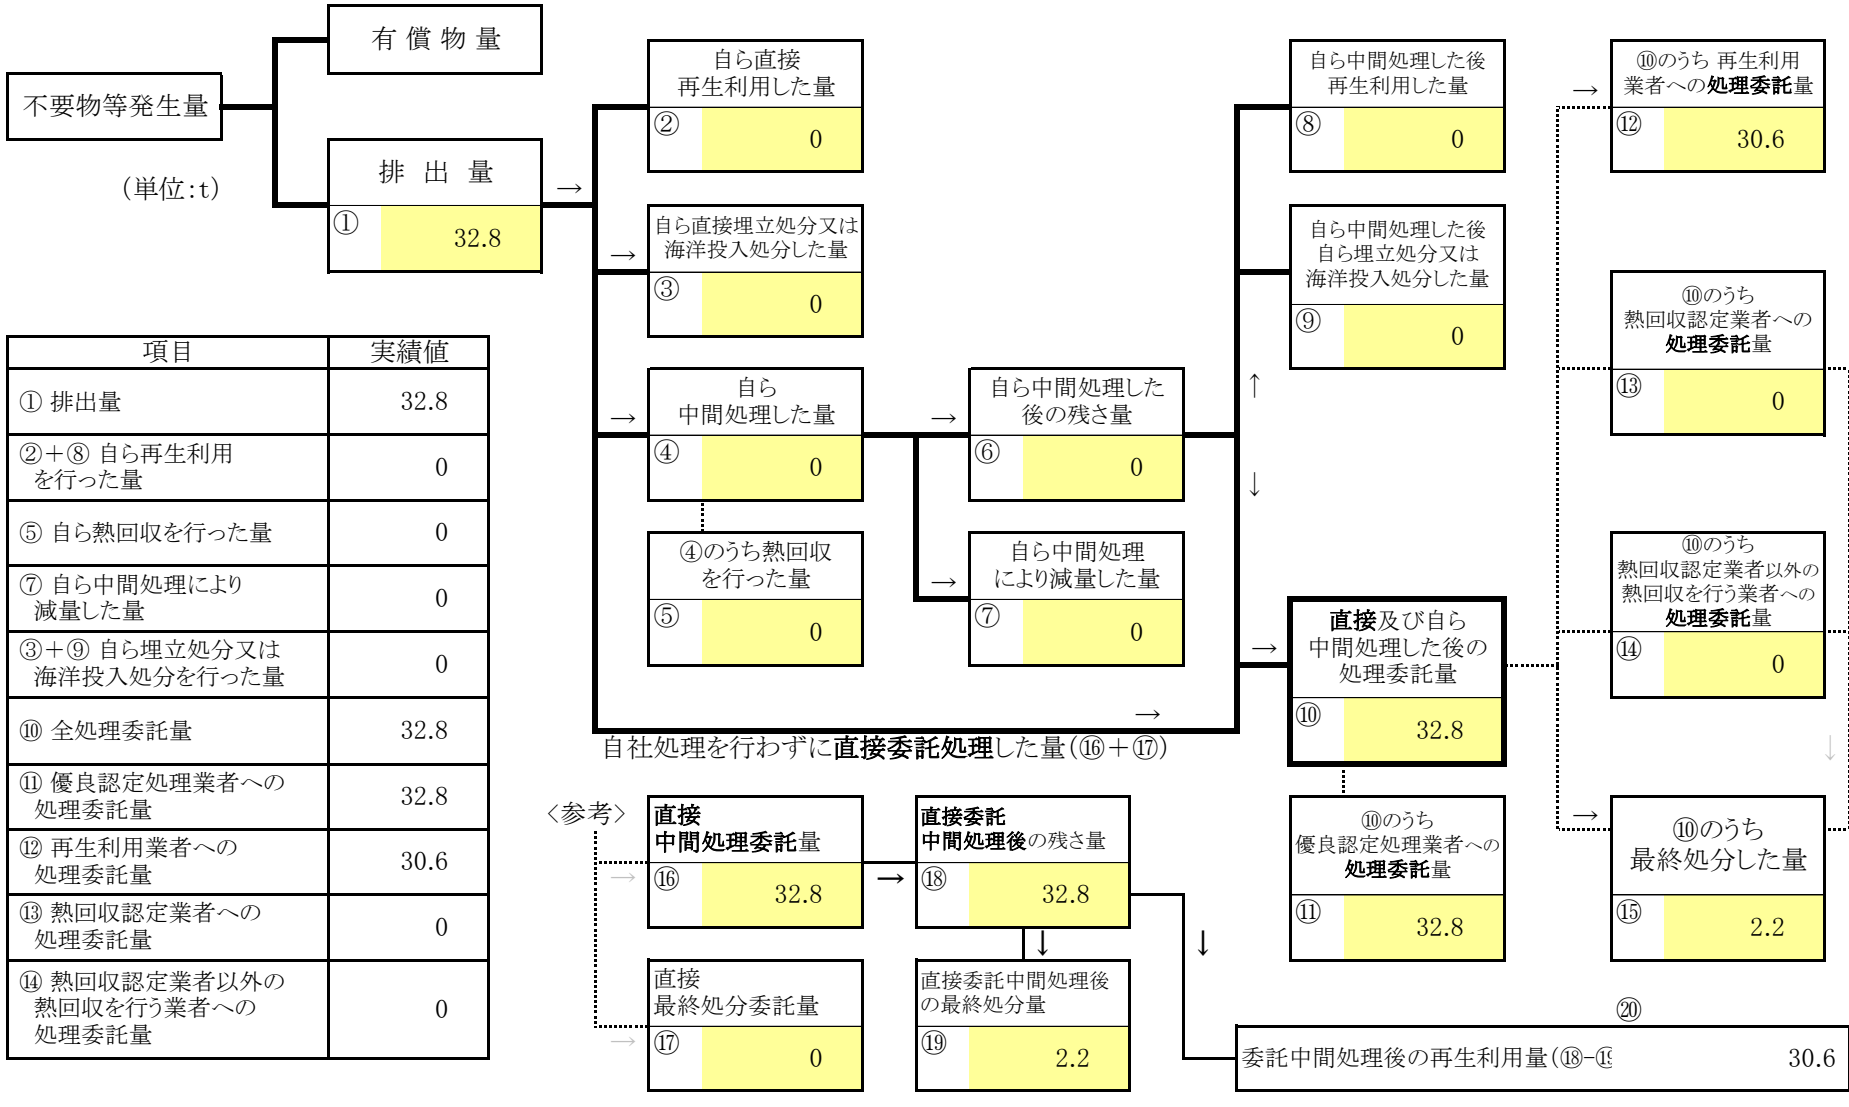 有 償 物 量
不要物等発生量
(単位:t)
排 出 量
→
①
32.8
自ら直接
再生利用した量
②
0
→
自ら直接埋立処分又は
海洋投入処分した量
③
0
→
自ら
中間処理した量
④
0
④のうち熱回収
を行った量
⑤
0
→
自ら中間処理した
後の残さ量
⑥
0
→
自ら中間処理
により減量した量
⑦
0
自ら中間処理した後
再生利用した量
⑧
0
自ら中間処理した後
自ら埋立処分又は
海洋投入処分した量
⑨
0
↑
↓
→
直接及び自ら
中間処理した後の
処理委託量
⑩
32.8
⑩のうち
優良認定処理業者への
処理委託量
⑪
32.8
→
⑩のうち 再生利用
業者への処理委託量
⑫
30.6
⑩のうち
熱回収認定業者への
処理委託量
⑬
0
⑩のうち
熱回収認定業者以外の
熱回収を行う業者への
処理委託量
⑭
0
↓
→
⑩のうち
最終処分した量
⑮
2.2
→
自社処理を行わずに直接委託処理した量(⑯+⑰)
<参考>
→
直接
中間処理委託量
⑯
32.8
→
直接
最終処分委託量
⑰
0
→
直接委託
中間処理後の残さ量
⑱
32.8
↓
直接委託中間処理後
の最終処分量
⑲
2.2
↓
⑳
委託中間処理後の再生利用量(⑱-⑲
30.6
項目 実績値
① 排出量 32.8
②+⑧ 自ら再生利用
を行った量 0
⑤ 自ら熱回収を行った量 0
⑦ 自ら中間処理により
減量した量 0
③+⑨ 自ら埋立処分又は
海洋投入処分を行った量 0
⑩ 全処理委託量 32.8
⑪ 優良認定処理業者への
処理委託量 32.8
⑫ 再生利用業者への
処理委託量 30.6
⑬ 熱回収認定業者への
処理委託量 0
⑭ 熱回収認定業者以外の
熱回収を行う業者への
処理委託量 0